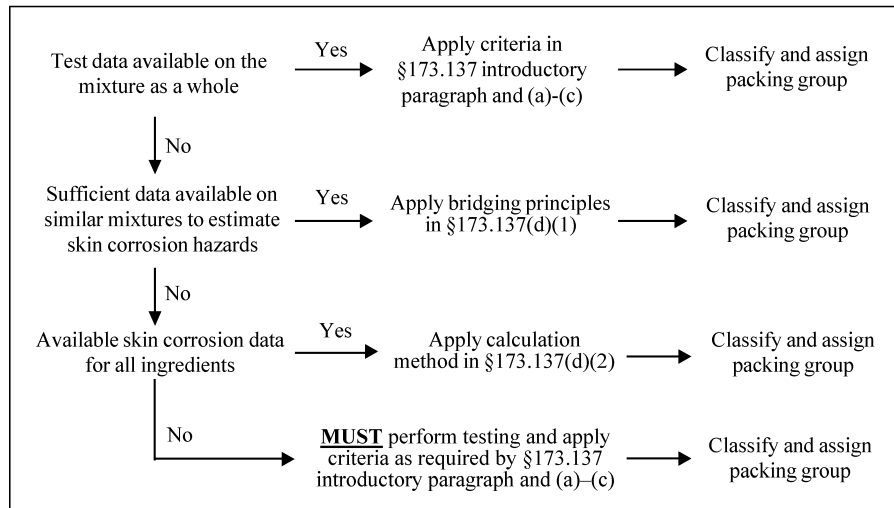 Test data available on the
mixture as a whole
Yes
Apply criteria in
§173.137 introductory
paragraph and (a)-(c)
Classify and assign
packing group
No
Sufficient data available on
similar mixtures to estimate
skin corrosion hazards
Yes
Apply bridging principles
in §173.137(d)(1)
Classify and assign
packing group
No
Available skin corrosion data
for all ingredients
Yes
Apply calculation
method in §173.137(d)(2)
Classify and assign
packing group
No
MUST perform testing and apply
criteria as required by §173.137
introductory paragraph and (a)–(c)
Classify and assign
packing group